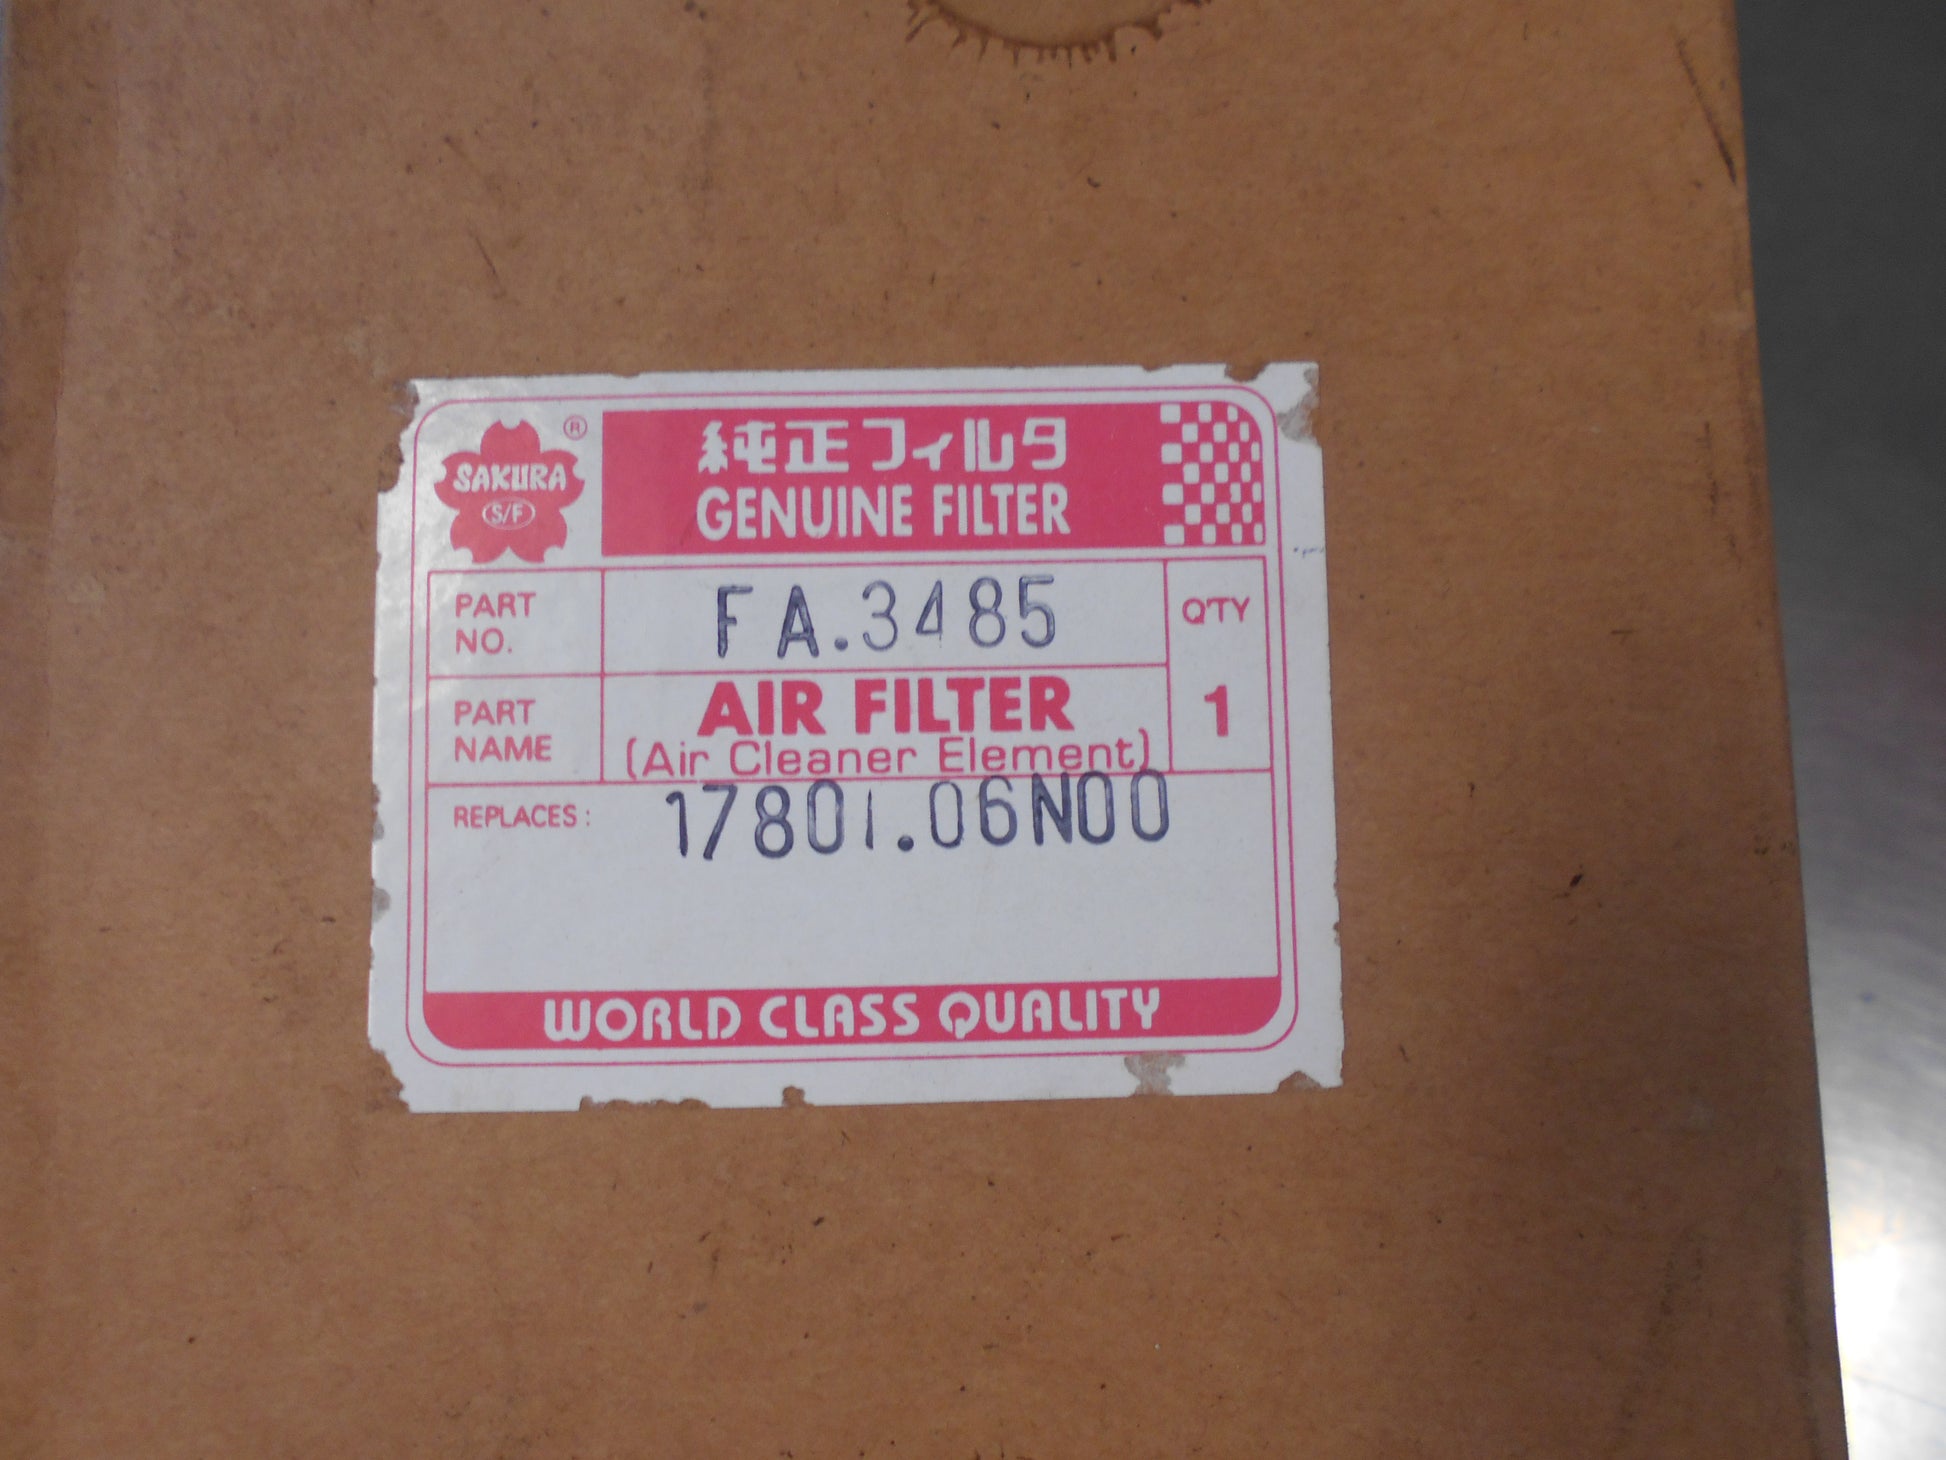 SAKURA ®
S/F
純正フィルタ
GENUINE FILTER
PART NO.
FA.3485
Q'TY
1
PART NAME
AIR FILTER
(Air Cleaner Element)
REPLACES:
17801.06N00
WORLD CLASS QUALITY